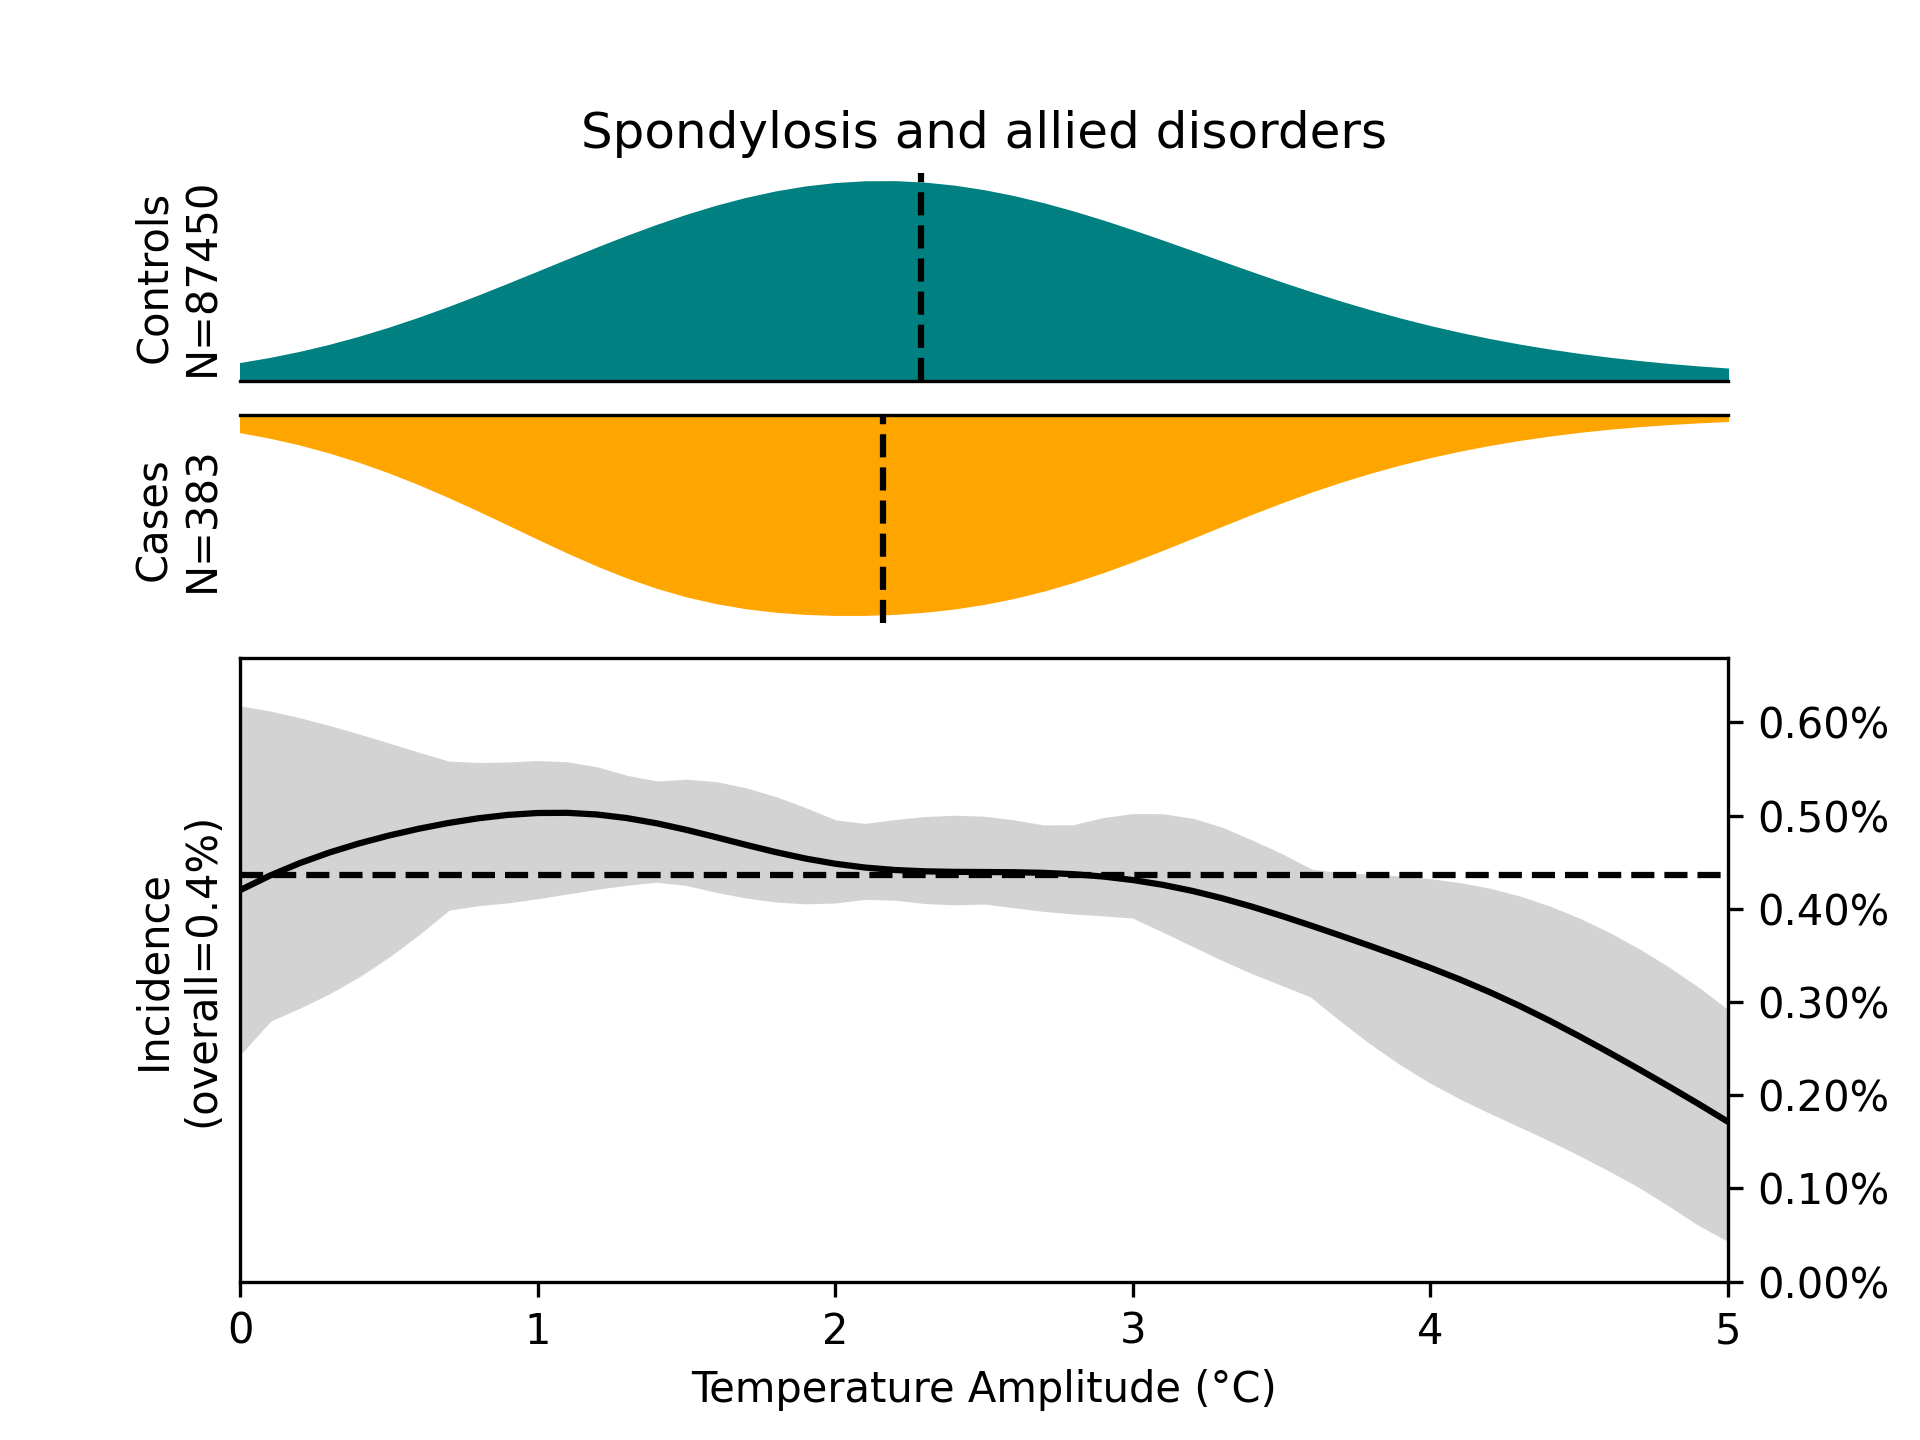 Spondylosis and allied disorders
Controls
N=87450
Cases
N=383
Incidence
(overall=0.4%)
0.60%
0.50%
0.40%
0.30%
0.20%
0.10%
0.00%
0 1 2 3 4 5
Temperature Amplitude (°C)